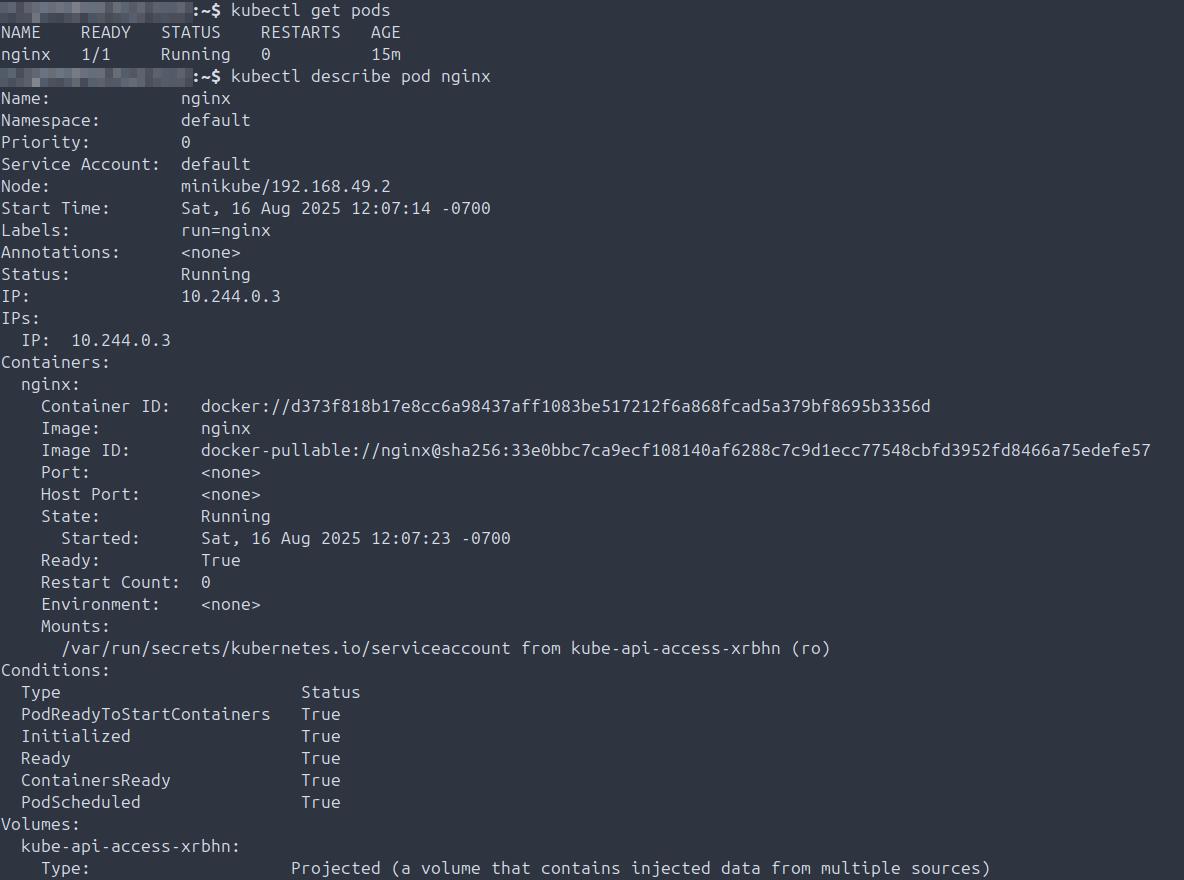 :~$ kubectl get pods
NAME    READY   STATUS    RESTARTS   AGE
nginx   1/1     Running   0          15m
:~$ kubectl describe pod nginx
Name:             nginx
Namespace:        default
Priority:         0
Service Account:  default
Node:             minikube/192.168.49.2
Start Time:       Sat, 16 Aug 2025 12:07:14 -0700
Labels:           run=nginx
Annotations:      <none>
Status:           Running
IP:               10.244.0.3
IPs:
  IP:  10.244.0.3
Containers:
  nginx:
    Container ID:   docker://d373f818b17e8cc6a98437aff1083be517212f6a868fcad5a379bf8695b3356d
    Image:          nginx
    Image ID:       docker-pullable://nginx@sha256:33e0bbc7ca9ecf108140af6288c7c9d1ecc77548cbfd3952fd8466a75edefe57
    Port:           <none>
    Host Port:      <none>
    State:          Running
      Started:      Sat, 16 Aug 2025 12:07:23 -0700
    Ready:          True
    Restart Count:  0
    Environment:    <none>
    Mounts:
      /var/run/secrets/kubernetes.io/serviceaccount from kube-api-access-xrbhn (ro)
Conditions:
  Type                        Status
  PodReadyToStartContainers   True
  Initialized                 True
  Ready                       True
  ContainersReady             True
  PodScheduled                True
Volumes:
  kube-api-access-xrbhn:
    Type:                    Projected (a volume that contains injected data from multiple sources)